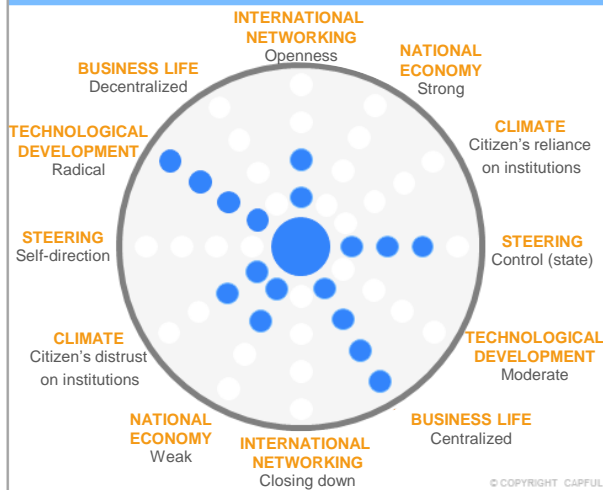 INTERNATIONAL
NETWORKING
Openness
NATIONAL
ECONOMY
Strong
BUSINESS LIFE
Decentralized
CLIMATE
Citizen's reliance
on institutions
TECHNOLOGICAL
DEVELOPMENT
Radical
STEERING
Self-direction
STEERING
Control (state)
CLIMATE
Citizen's distrust
on institutions
TECHNOLOGICAL
DEVELOPMENT
Moderate
NATIONAL
ECONOMY
Weak
INTERNATIONAL
NETWORKING
Closing down
BUSINESS LIFE
Centralized
© COPYRIGHT CAPFUL